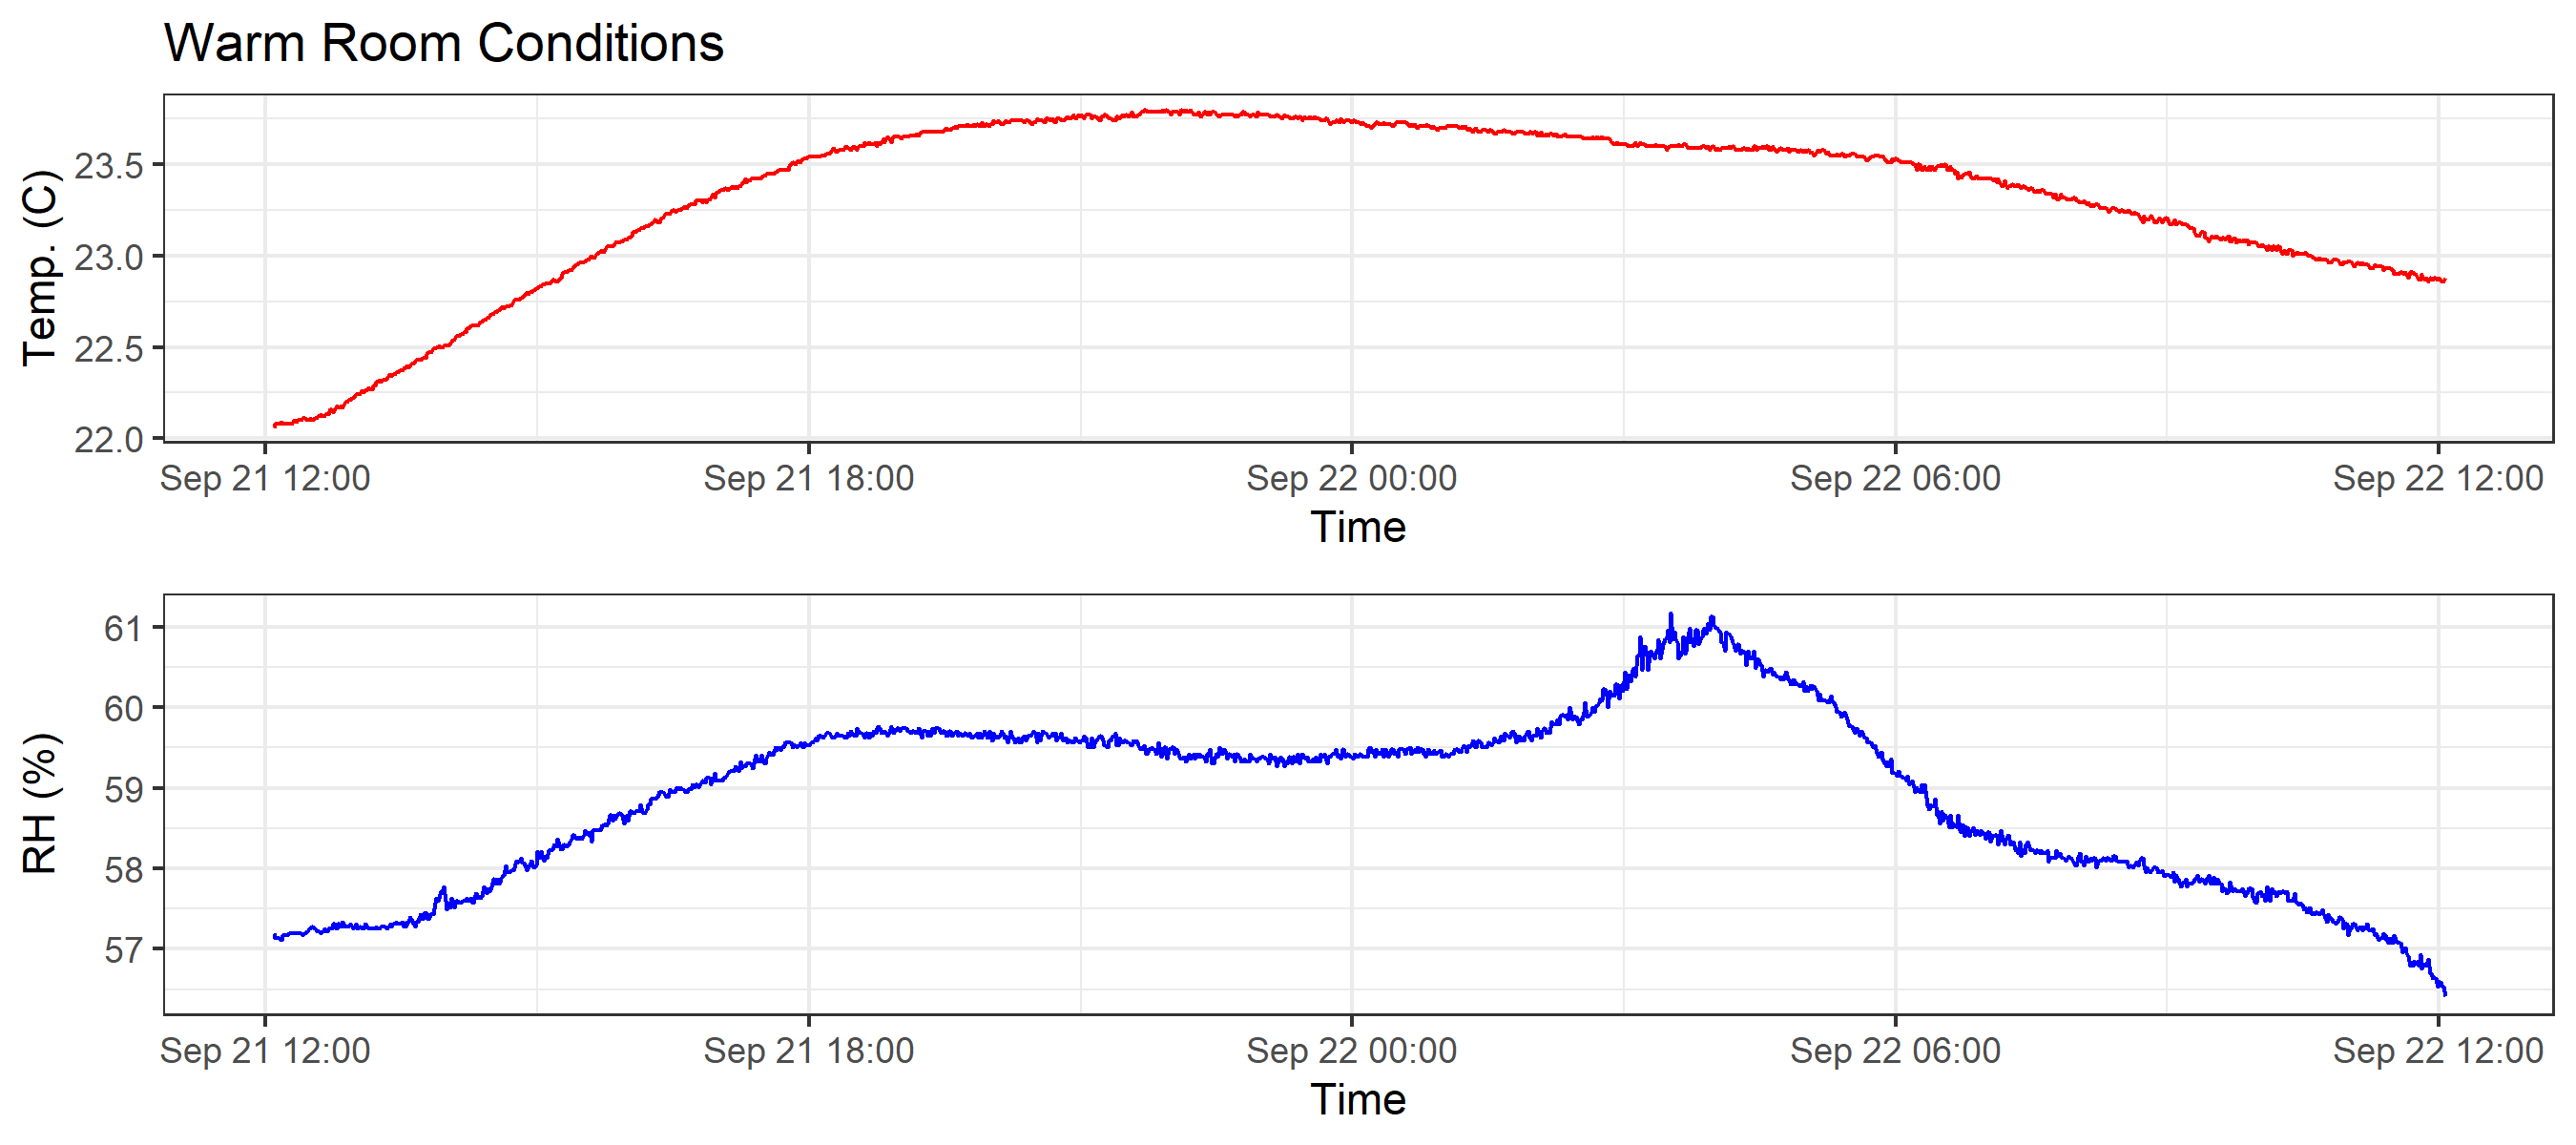 Warm Room Conditions
Temp. (C)
23.5
23.0
22.5
22.0
Sep 21 12:00 Sep 21 18:00 Sep 22 00:00 Sep 22 06:00 Sep 22 12:00
Time
RH (%)
61
60
59
58
57
Sep 21 12:00 Sep 21 18:00 Sep 22 00:00 Sep 22 06:00 Sep 22 12:00
Time